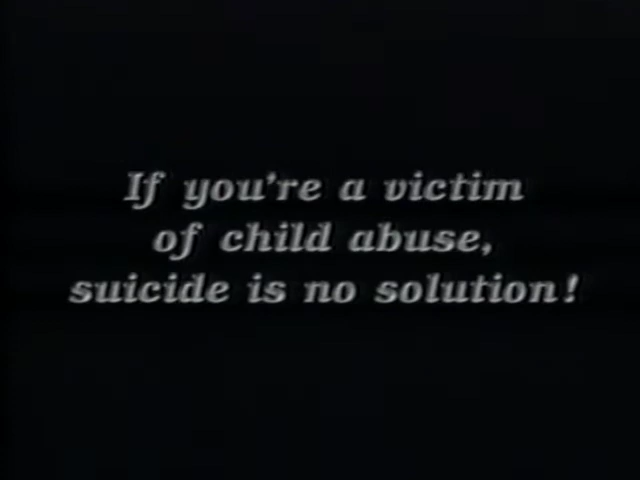 If you're a victim
of child abuse,
suicide is no solution!